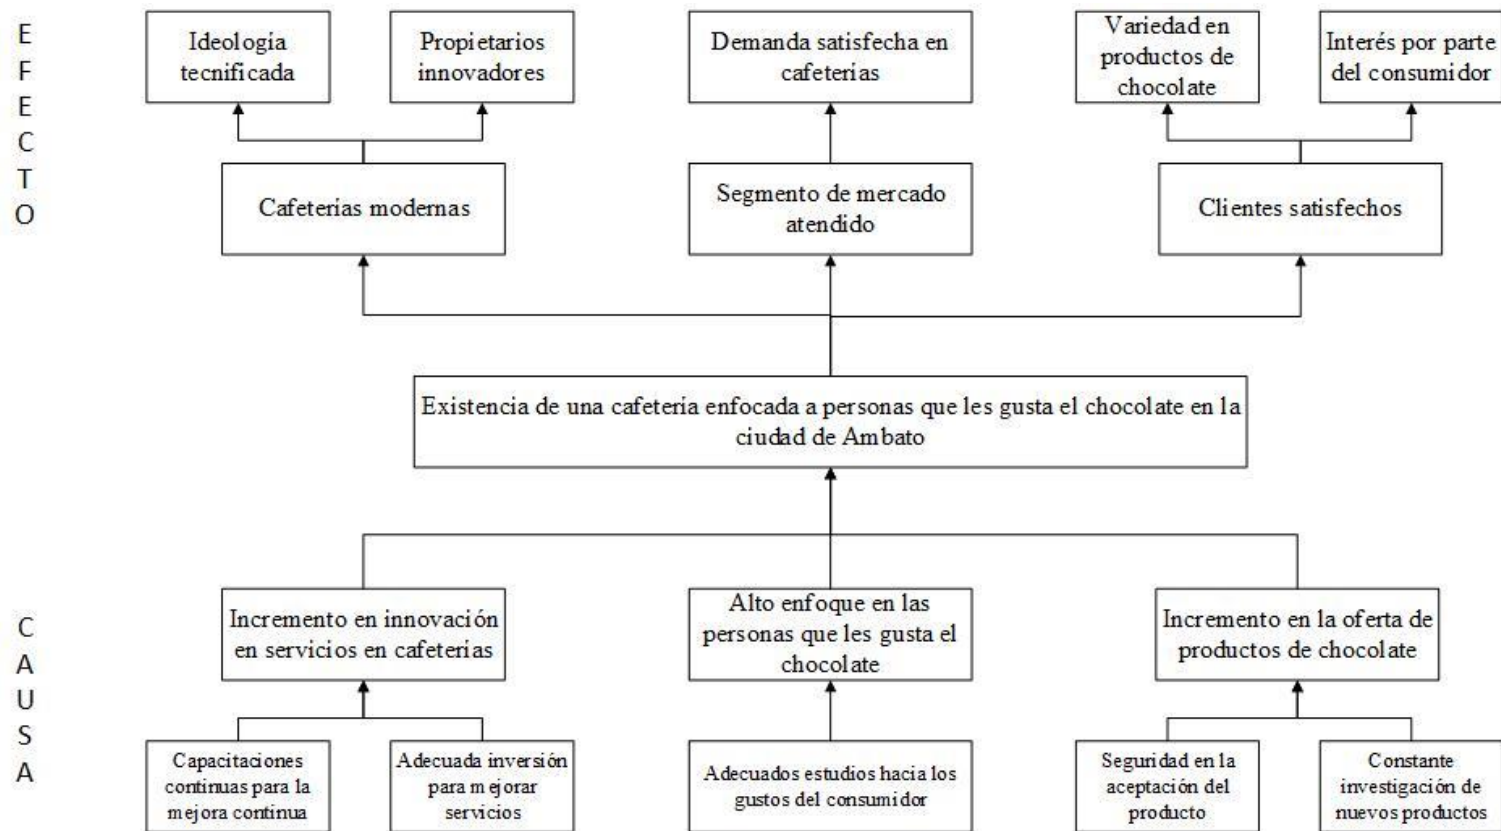 E
F
E
C
T
O
Ideología
tecnificada
Propietarios
innovadores
Demanda satisfecha en
cafeterías
Variedad en
productos de
chocolate
Interés por parte
del consumidor
Cafeterías modernas
Segmento de mercado
atendido
Clientes satisfechos
Existencia de una cafetería enfocada a personas que les gusta el chocolate en la
ciudad de Ambato
C
A
U
S
A
Incremento en innovación
en servicios en cafeterías
Alto enfoque en las
personas que les gusta el
chocolate
Incremento en la oferta de
productos de chocolate
Capacitaciones
continuas para la
mejora continua
Adecuada inversión
para mejorar
servicios
Adecuados estudios hacia los
gustos del consumidor
Seguridad en la
aceptación del
producto
Constante
investigación de
nuevos productos